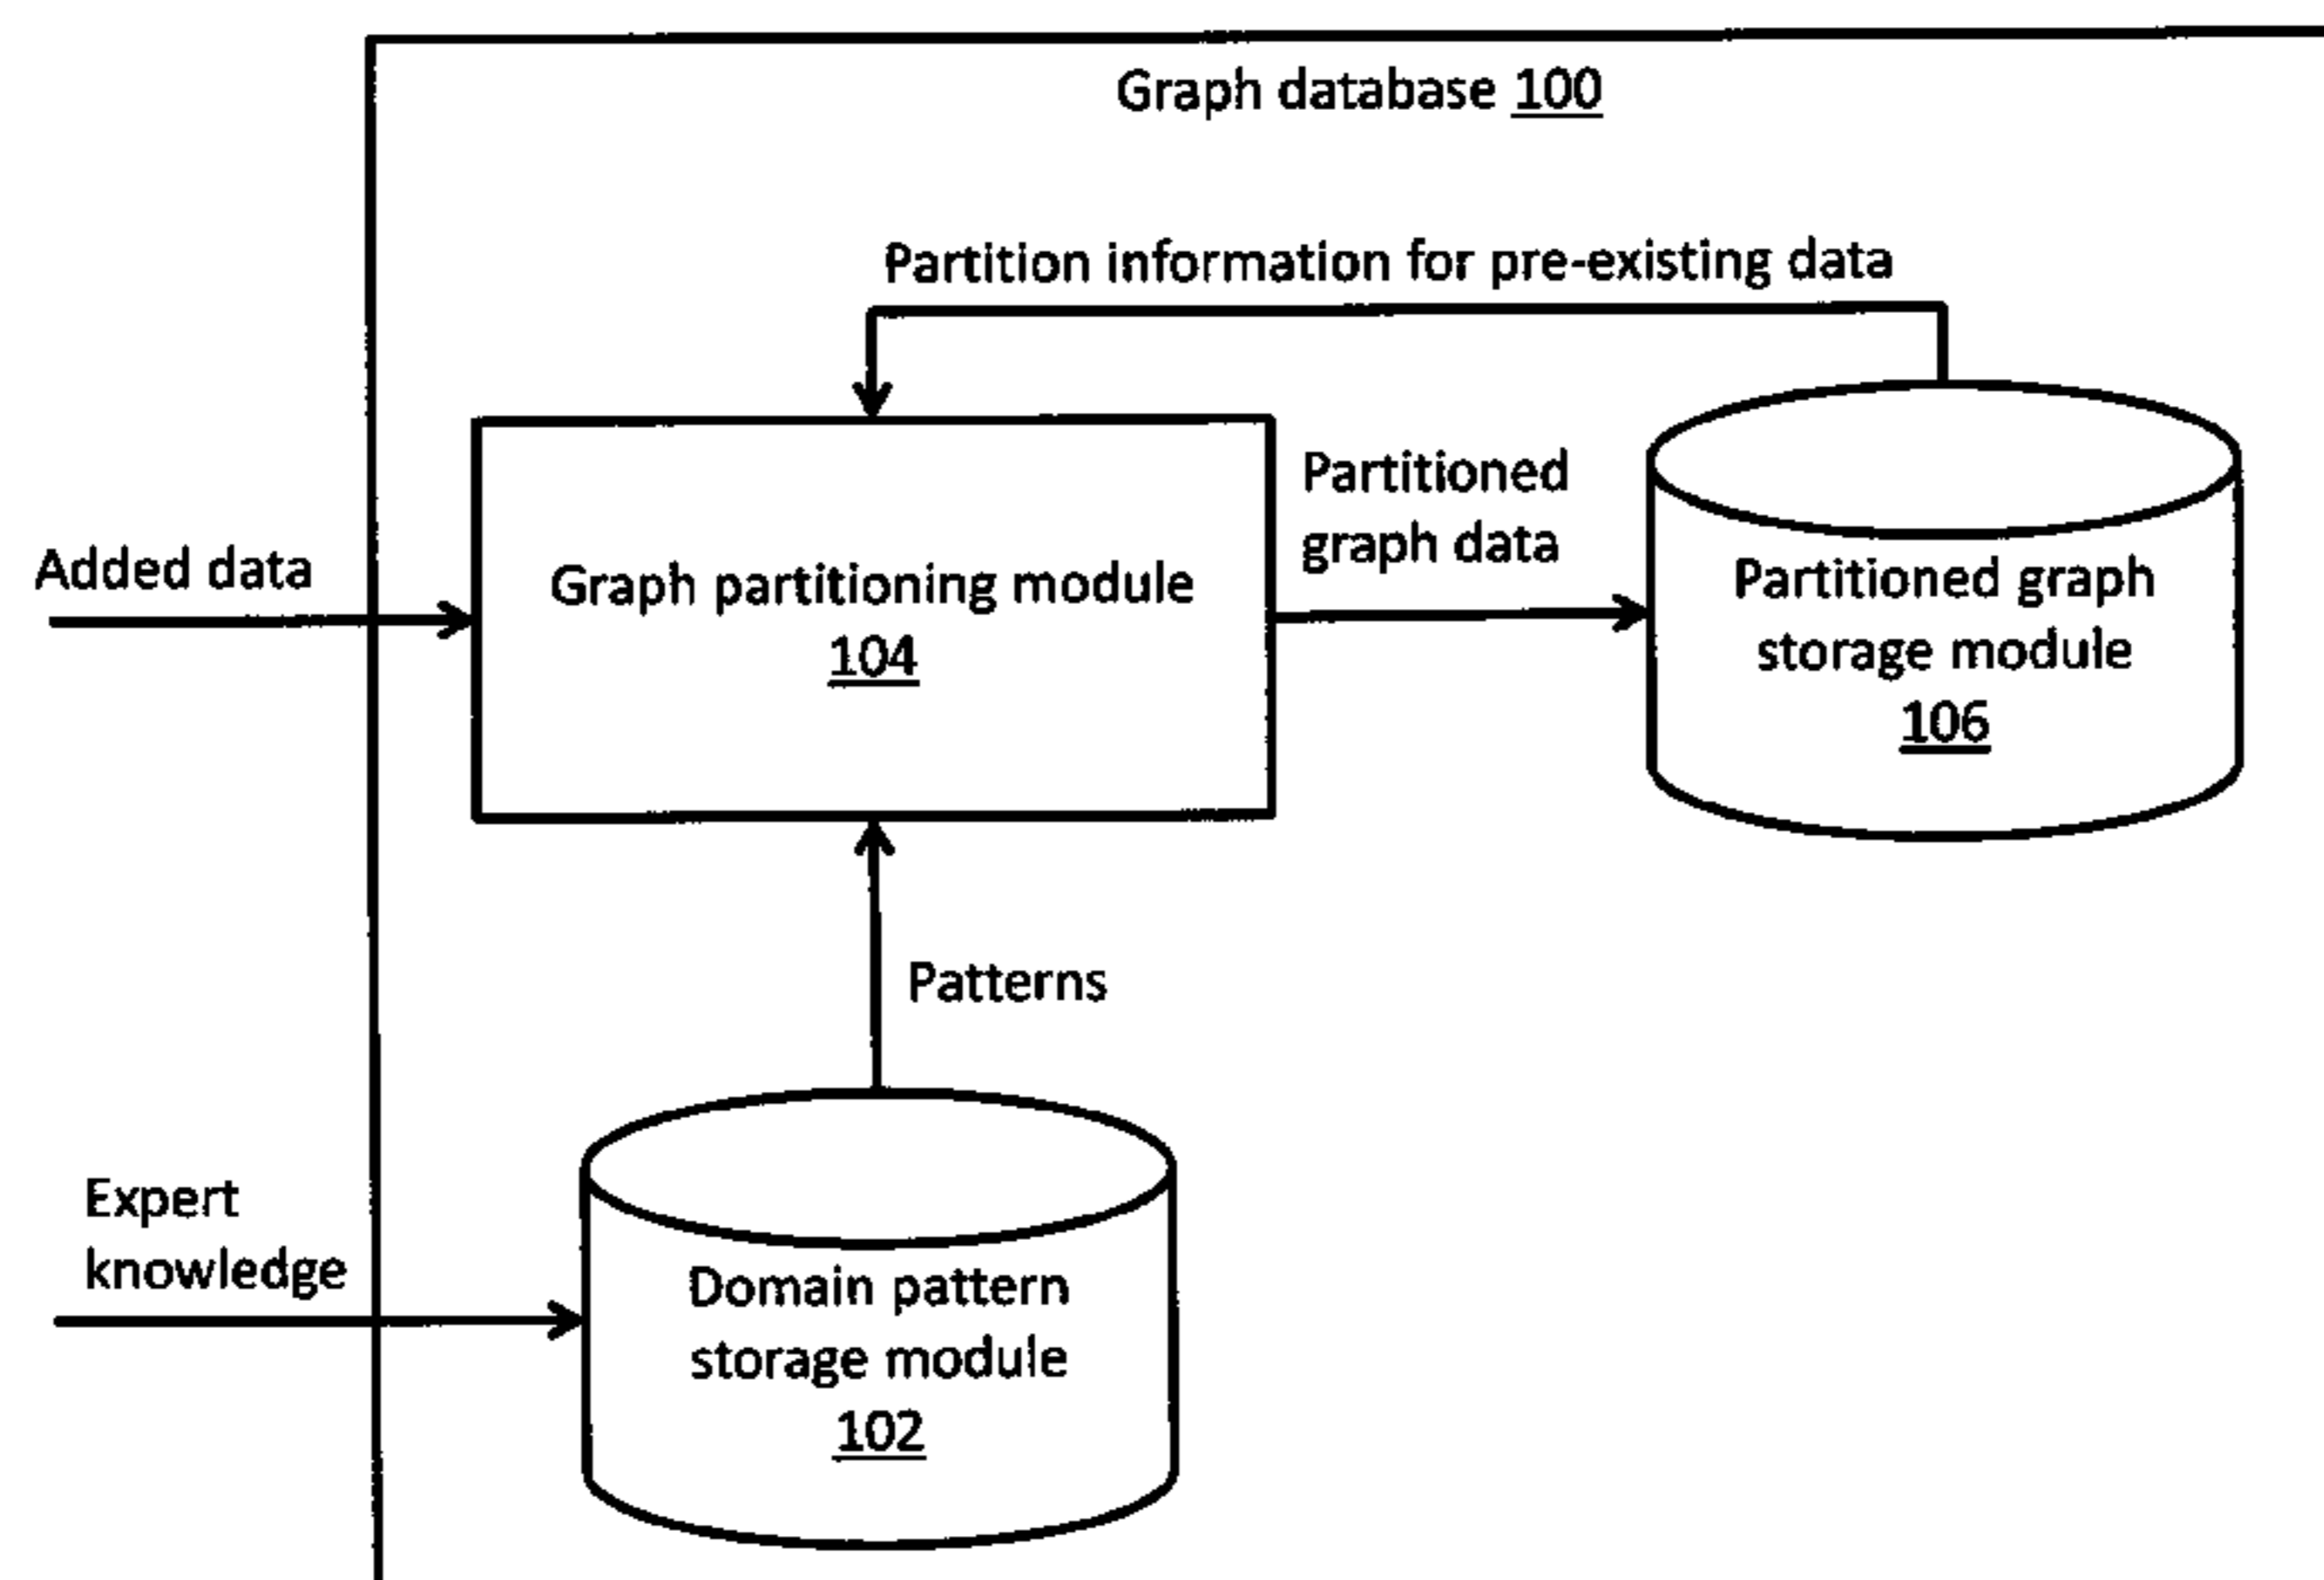 Graph database 100
Partition information for pre-existing data
Partitioned
graph data
Added data
Graph partitioning module
104
Partitioned graph
storage module
106
Patterns
Expert
knowledge
Domain pattern
storage module
102